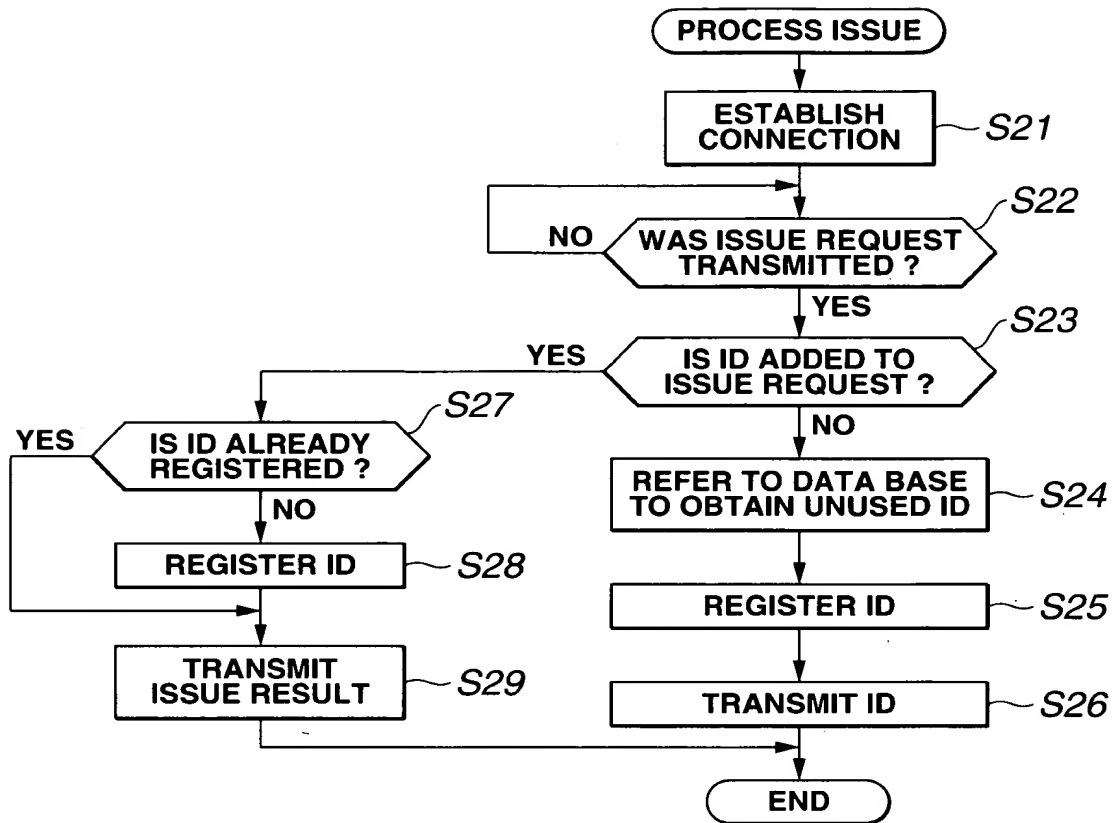 PROCESS ISSUE
ESTABLISH
CONNECTION
S21
S22
NO
WAS ISSUE REQUEST
TRANSMITTED ?
YES
S23
YES
IS ID ADDED TO
ISSUE REQUEST ?
NO
S27
YES
IS ID ALREADY
REGISTERED ?
NO
REFER TO DATA BASE
TO OBTAIN UNUSED ID
S24
REGISTER ID
S28
REGISTER ID
S25
TRANSMIT
ISSUE RESULT
S29
TRANSMIT ID
S26
END